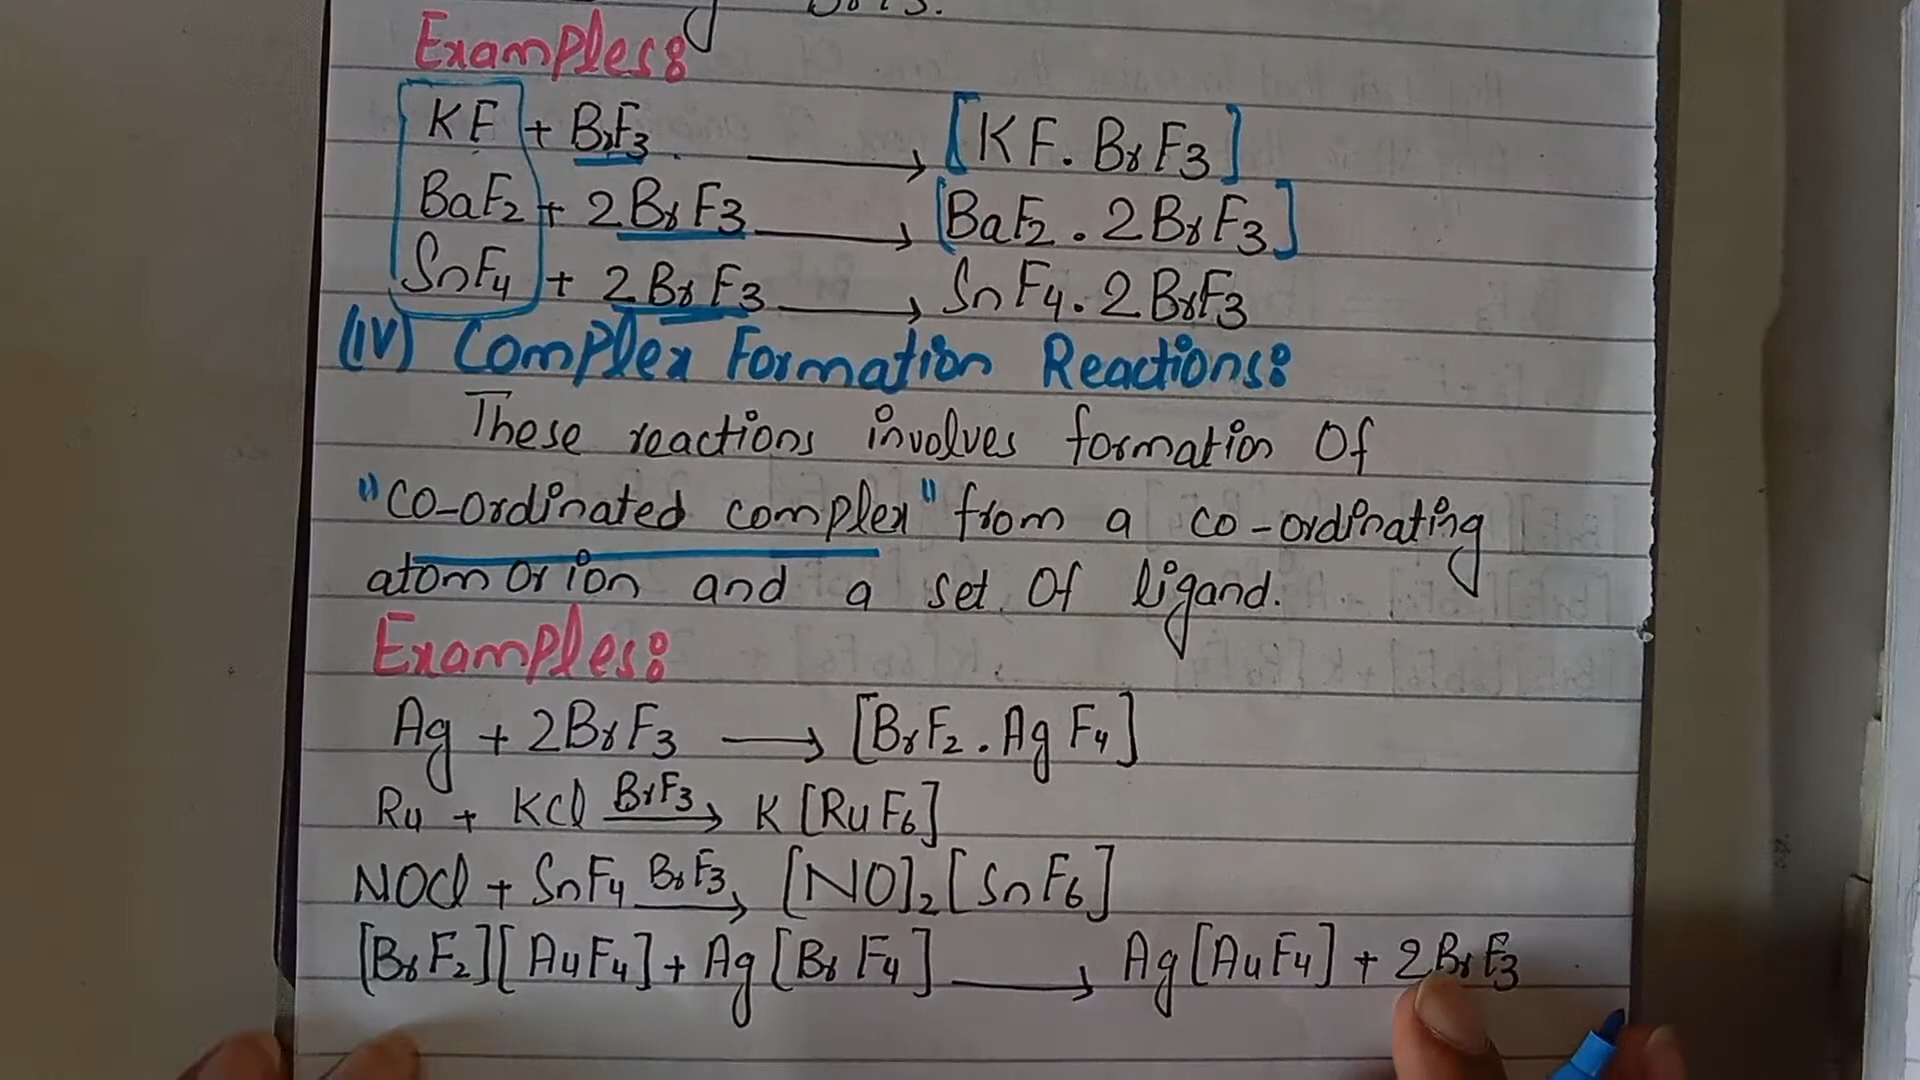 Examples:
KF + BrF3 → [KF. BrF3]
BaF2 + 2BrF3 → [BaF2 . 2BrF3]
SnF4 + 2BrF3 → SnF4. 2BrF3
(iv) Complex Formation Reactions:
These reactions involves formation Of
"co-ordinated complex" from a co-ordinating
atom or ion and a set Of ligand.
Examples:
Ag + 2BrF3 → [BrF2 . AgF4]
Ru + KCl BrF3→ K [RuF6]
NOCl + SnF4 BrF3→ [NO]2 [SnF6]
[BrF2][AuF4] + Ag [BrF4] → Ag[AuF4] + 2BrF3